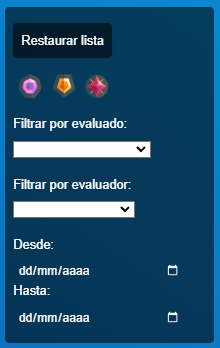 Restaurar lista
Filtrar por evaluado:
Filtrar por evaluador:
Desde:
dd/mm/aaaa
Hasta:
dd/mm/aaaa